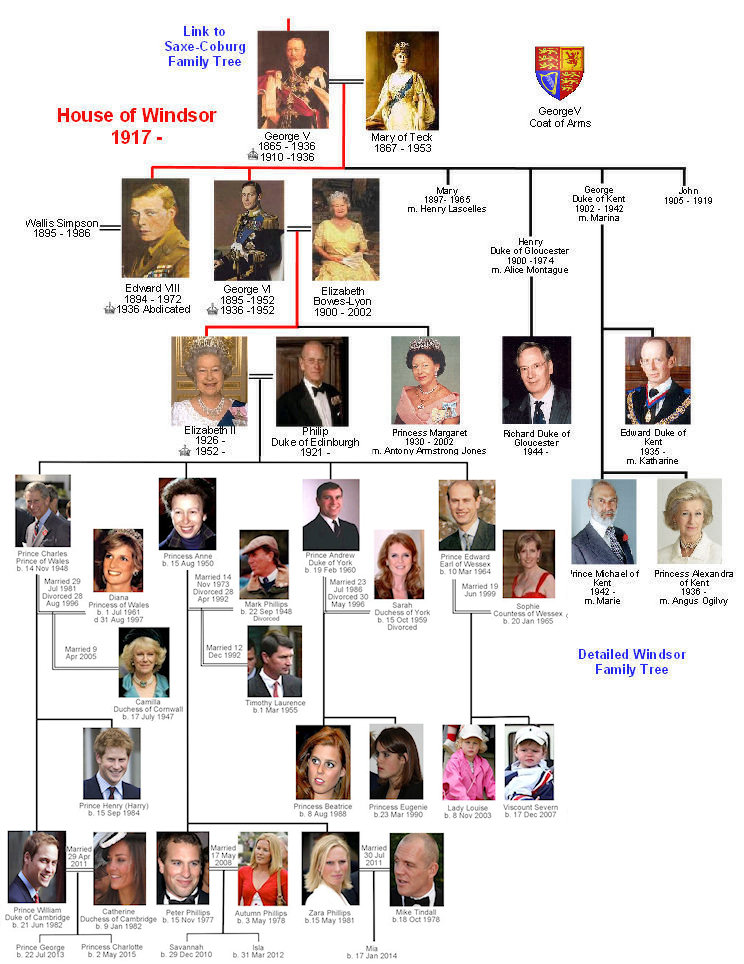 Link to
Saxe-Coburg
Family Tree
House of Windsor
1917 -
George V
1865 - 1936
1910 -1936
Mary of Teck
1867 - 1953
GeorgeV
Coat of Arms
Wallis Simpson
1895 - 1986
Edward VIII
1894 - 1972
1936 Abdicated
George VI
1895 -1952
1936 -1952
Elizabeth
Bowes-Lyon
1900 - 2002
Mary
1897- 1965
m. Henry Lascelles
Henry
Duke of Gloucester
1900 -1974
m. Alice Montague
George
Duke of Kent
1902 - 1942
m. Marina
John
1905 - 1919
Elizabeth II
1926 -
1952 -
Philip
Duke of Edinburgh
1921 -
Princess Margaret
1930 - 2002
m. Antony Armstrong Jones
Richard Duke of
Gloucester
1944 -
Edward Duke of
Kent
1935 -
m. Katharine
Prince Michael of
Kent
1942 -
m. Marie
Princess Alexandra
of Kent
1936 -
m. Angus Ogilvy
Detailed Windsor
Family Tree
Prince Charles
Prince of Wales
b. 14 Nov 1948
Married 29
Jul 1981
Divorced 28
Aug 1996
Diana
Princess of Wales
b. 1 Jul 1961
d 31 Aug 1997
Married 9
Apr 2005
Camilla
Duchess of Cornwall
b. 17 July 1947
Princess Anne
b. 15 Aug 1950
Married 14
Nov 1973
Divorced 28
Apr 1992
Mark Phillips
b. 22 Sep 1948
Divorced
Married 12
Dec 1992
Timothy Laurence
b.1 Mar 1955
Prince Andrew
Duke of York
b. 19 Feb 1960
Married 23
Jul 1986
Divorced 30
May 1996
Sarah
Duchess of York
b. 15 Oct 1959
Divorced
Prince Edward
Earl of Wessex
b. 10 Mar 1964
Married 19
Jun 1999
Sophie
Countess of Wessex
b. 20 Jan 1965
Prince Henry (Harry)
b. 15 Sep 1984
Princess Beatrice
b. 8 Aug 1988
Princess Eugenie
b.23 Mar 1990
Lady Louise
b. 8 Nov 2003
Viscount Severn
b. 17 Dec 2007
Prince William
Duke of Cambridge
b. 21 Jun 1982
Married
29 Apr
2011
Catherine
Duchess of Cambridge
b. 9 Jan 1982
Peter Phillips
b. 15 Nov 1977
Married
17 May
2008
Autumn Phillips
b. 3 May 1978
Zara Phillips
b.15 May 1981
Married
30 Jul
2011
Mike Tindall
b.18 Oct 1978
Prince George
b. 22 Jul 2013
Princess Charlotte
b. 2 May 2015
Savannah
b. 29 Dec 2010
Isla
b. 31 Mar 2012
Mia
b. 17 Jan 2014